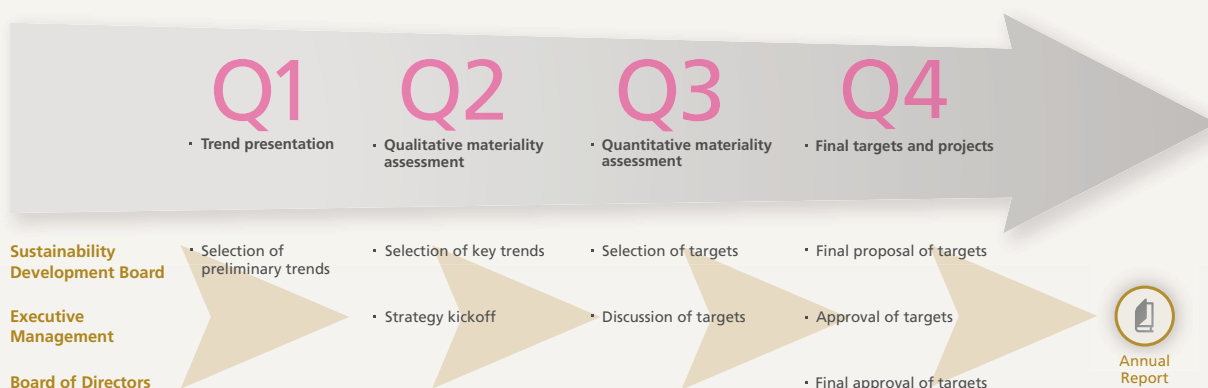 Q1 Q2 Q3 Q4
· Trend presentation
· Qualitative materiality
assessment
· Quantitative materiality
assessment
· Final targets and projects
Sustainability
Development Board
· Selection of
preliminary trends
· Selection of key trends
· Selection of targets
· Final proposal of targets
Executive
Management
· Strategy kickoff
· Discussion of targets
· Approval of targets
Board of Directors
· Final approval of targets
Annual
Report